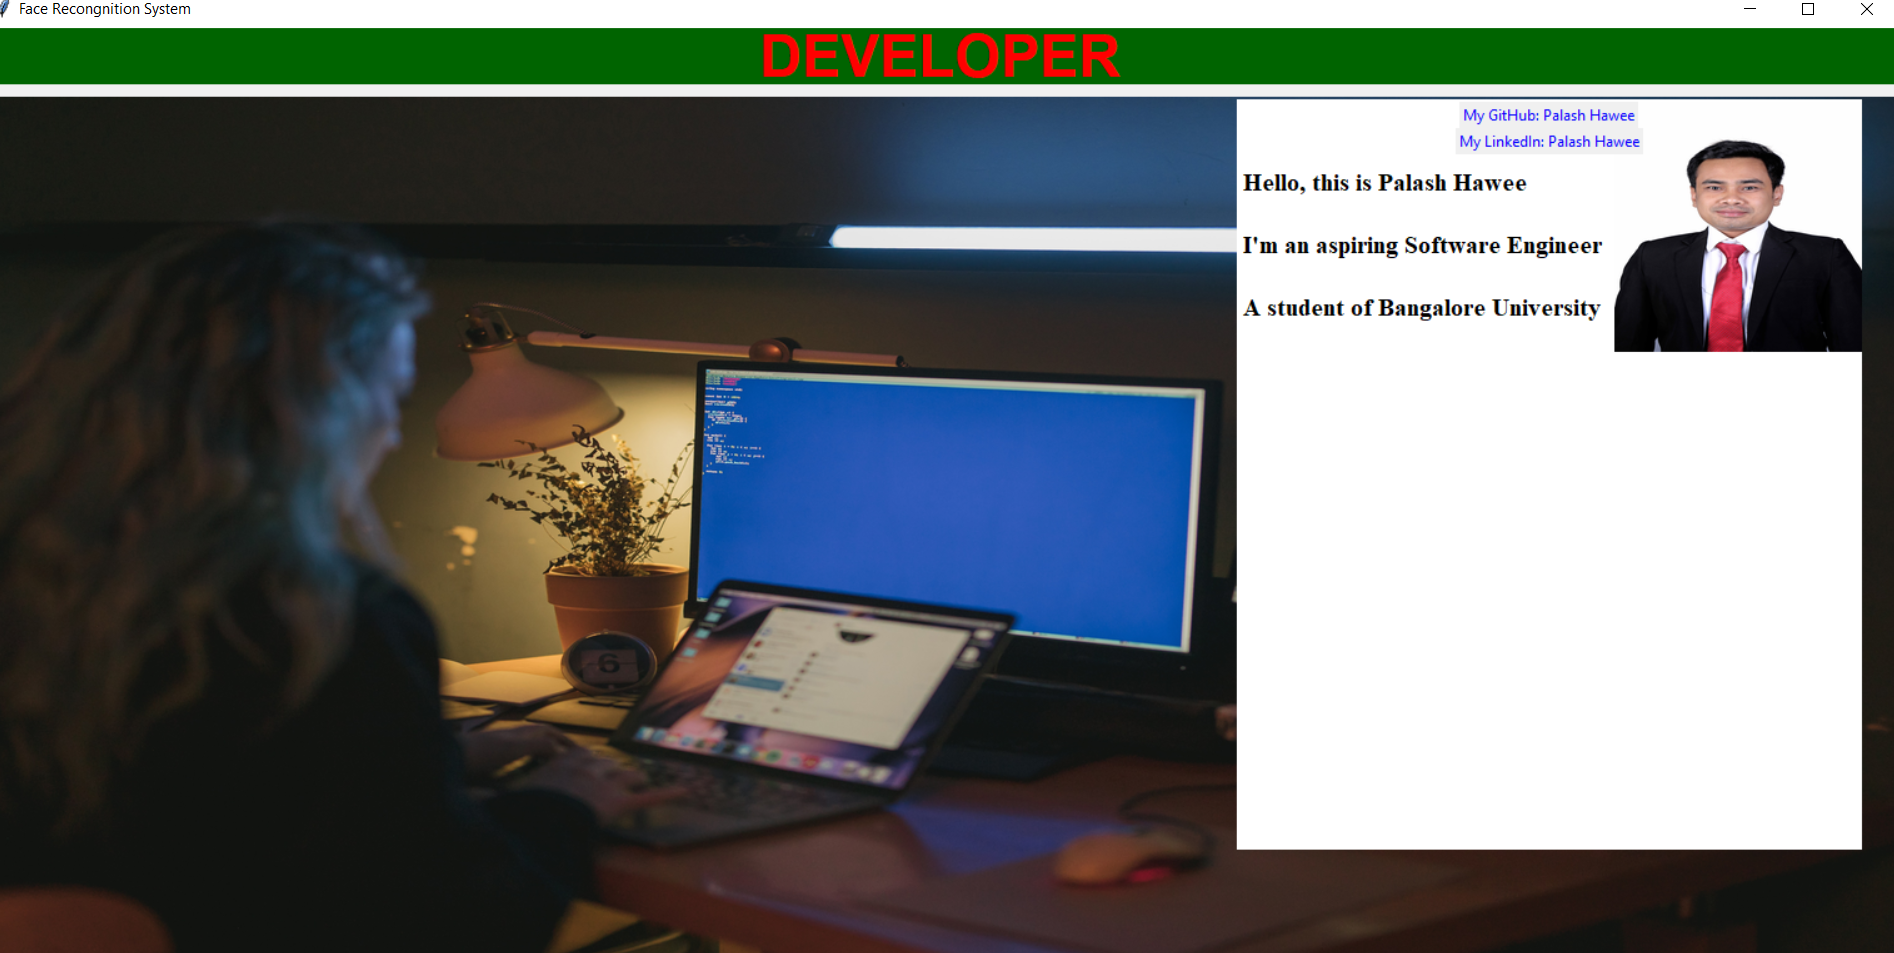 Face Recongnition System
DEVELOPER
My GitHub: Palash Hawee
My LinkedIn: Palash Hawee
Hello, this is Palash Hawee
I'm an aspiring Software Engineer
A student of Bangalore University
6